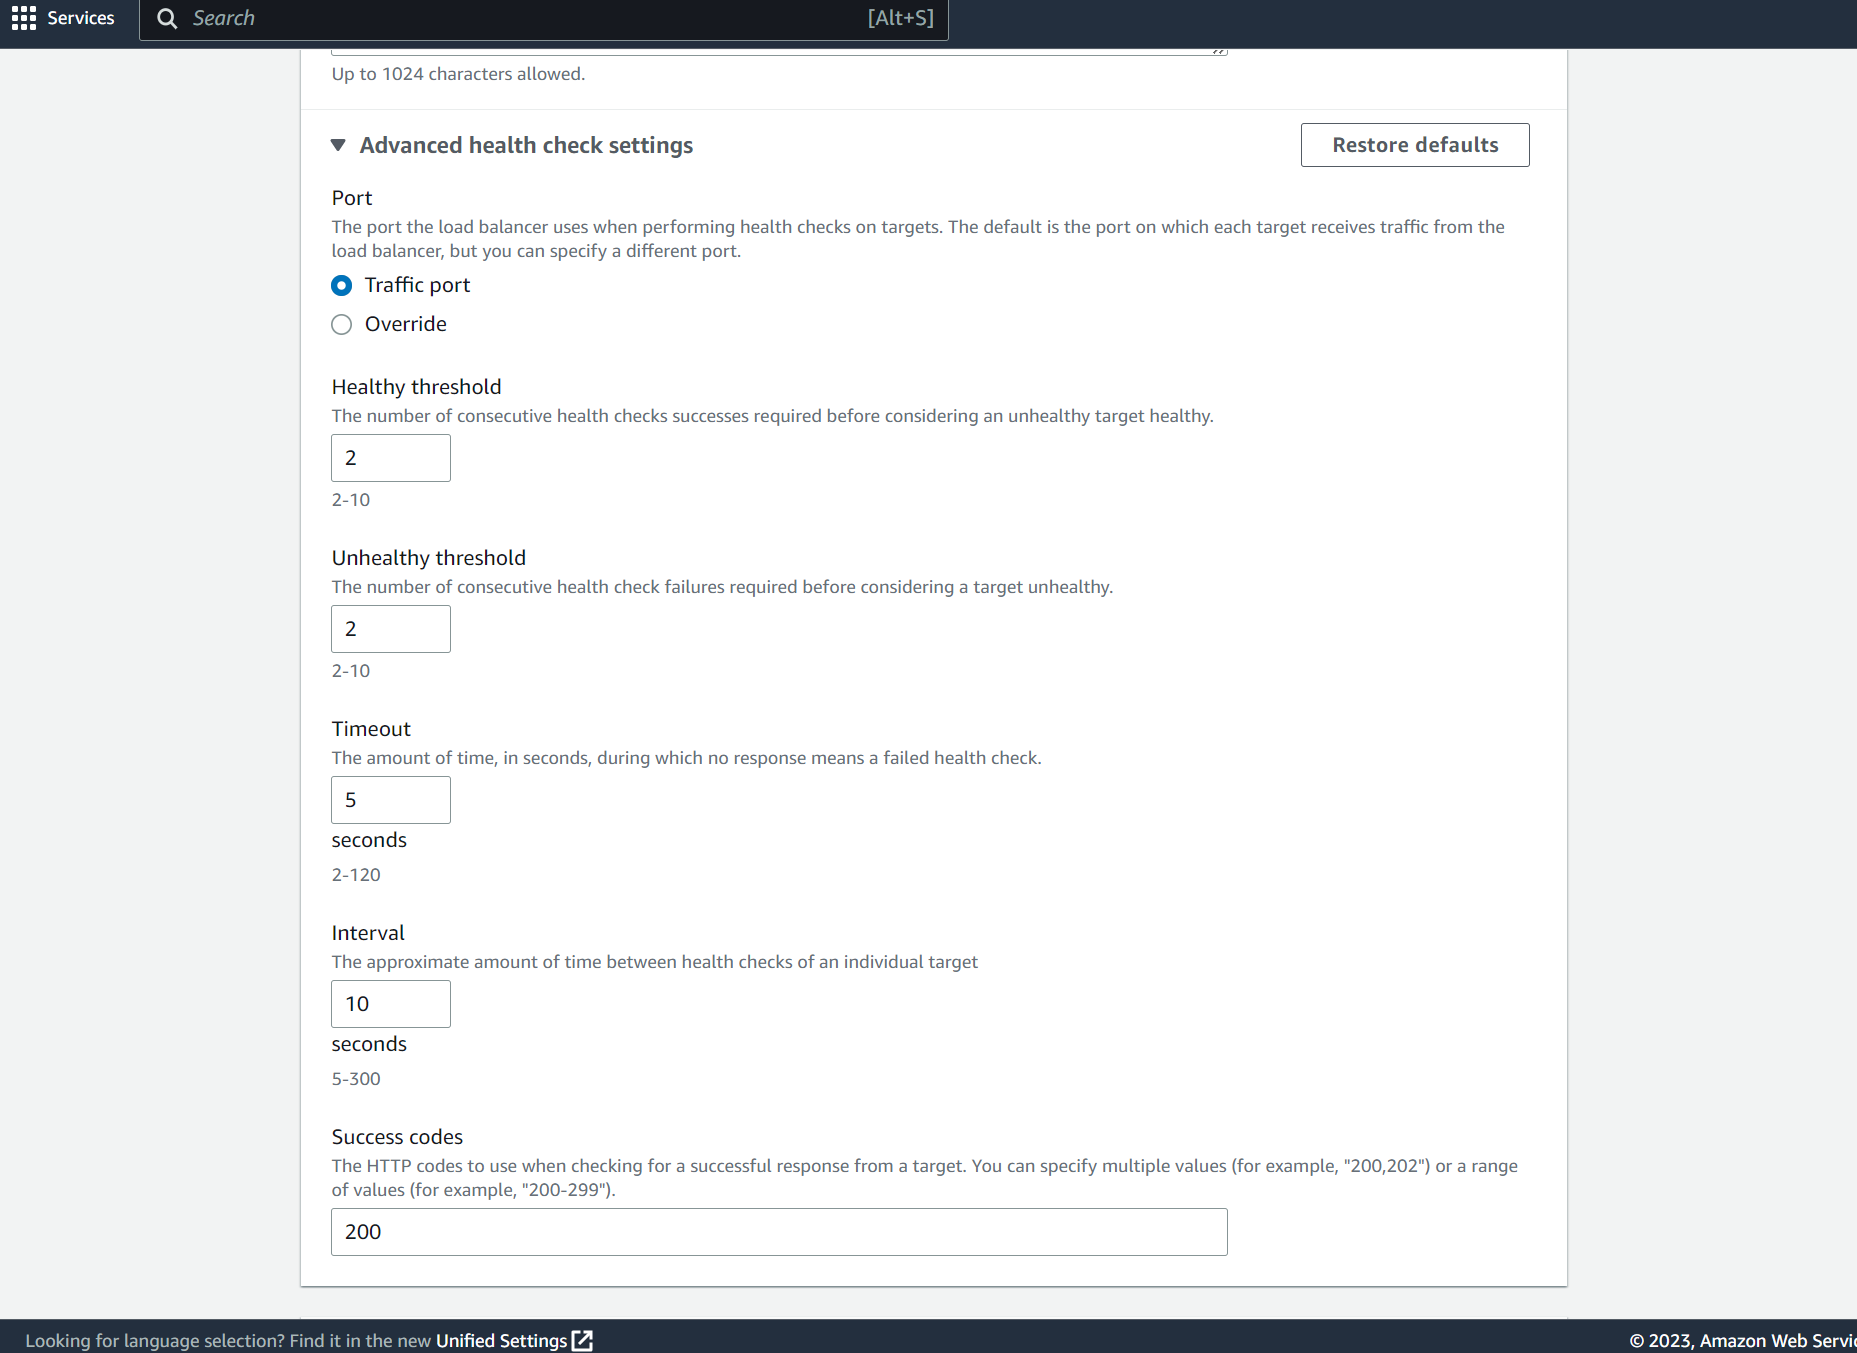 Services
Search
[Alt+S]
Up to 1024 characters allowed.
Advanced health check settings
Restore defaults
Port
The port the load balancer uses when performing health checks on targets. The default is the port on which each target receives traffic from the
load balancer, but you can specify a different port.
Traffic port
Override
Healthy threshold
The number of consecutive health checks successes required before considering an unhealthy target healthy.
2
2-10
Unhealthy threshold
The number of consecutive health check failures required before considering a target unhealthy.
2
2-10
Timeout
The amount of time, in seconds, during which no response means a failed health check.
5
seconds
2-120
Interval
The approximate amount of time between health checks of an individual target
10
seconds
5-300
Success codes
The HTTP codes to use when checking for a successful response from a target. You can specify multiple values (for example, "200,202") or a range
of values (for example, "200-299").
200
Looking for language selection? Find it in the new Unified Settings
© 2023, Amazon Web Servic